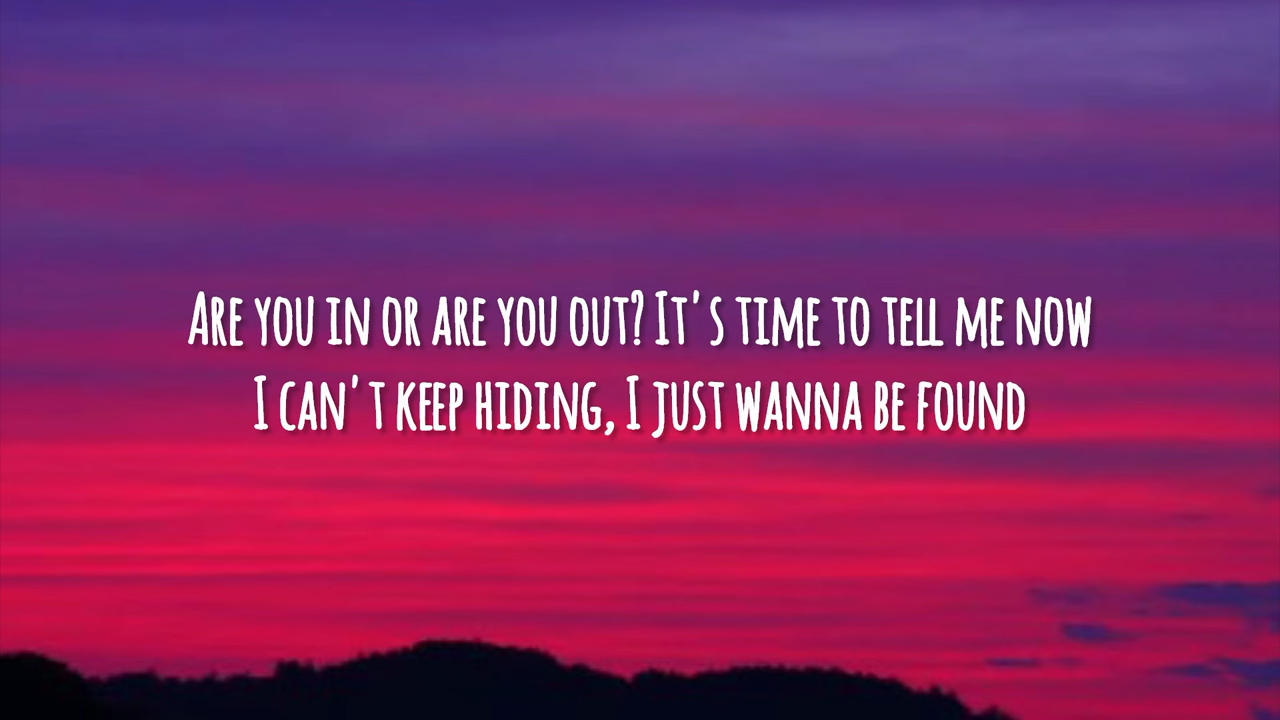 Are you in or are you out? It's time to tell me now
I can't keep hiding, I just wanna be found